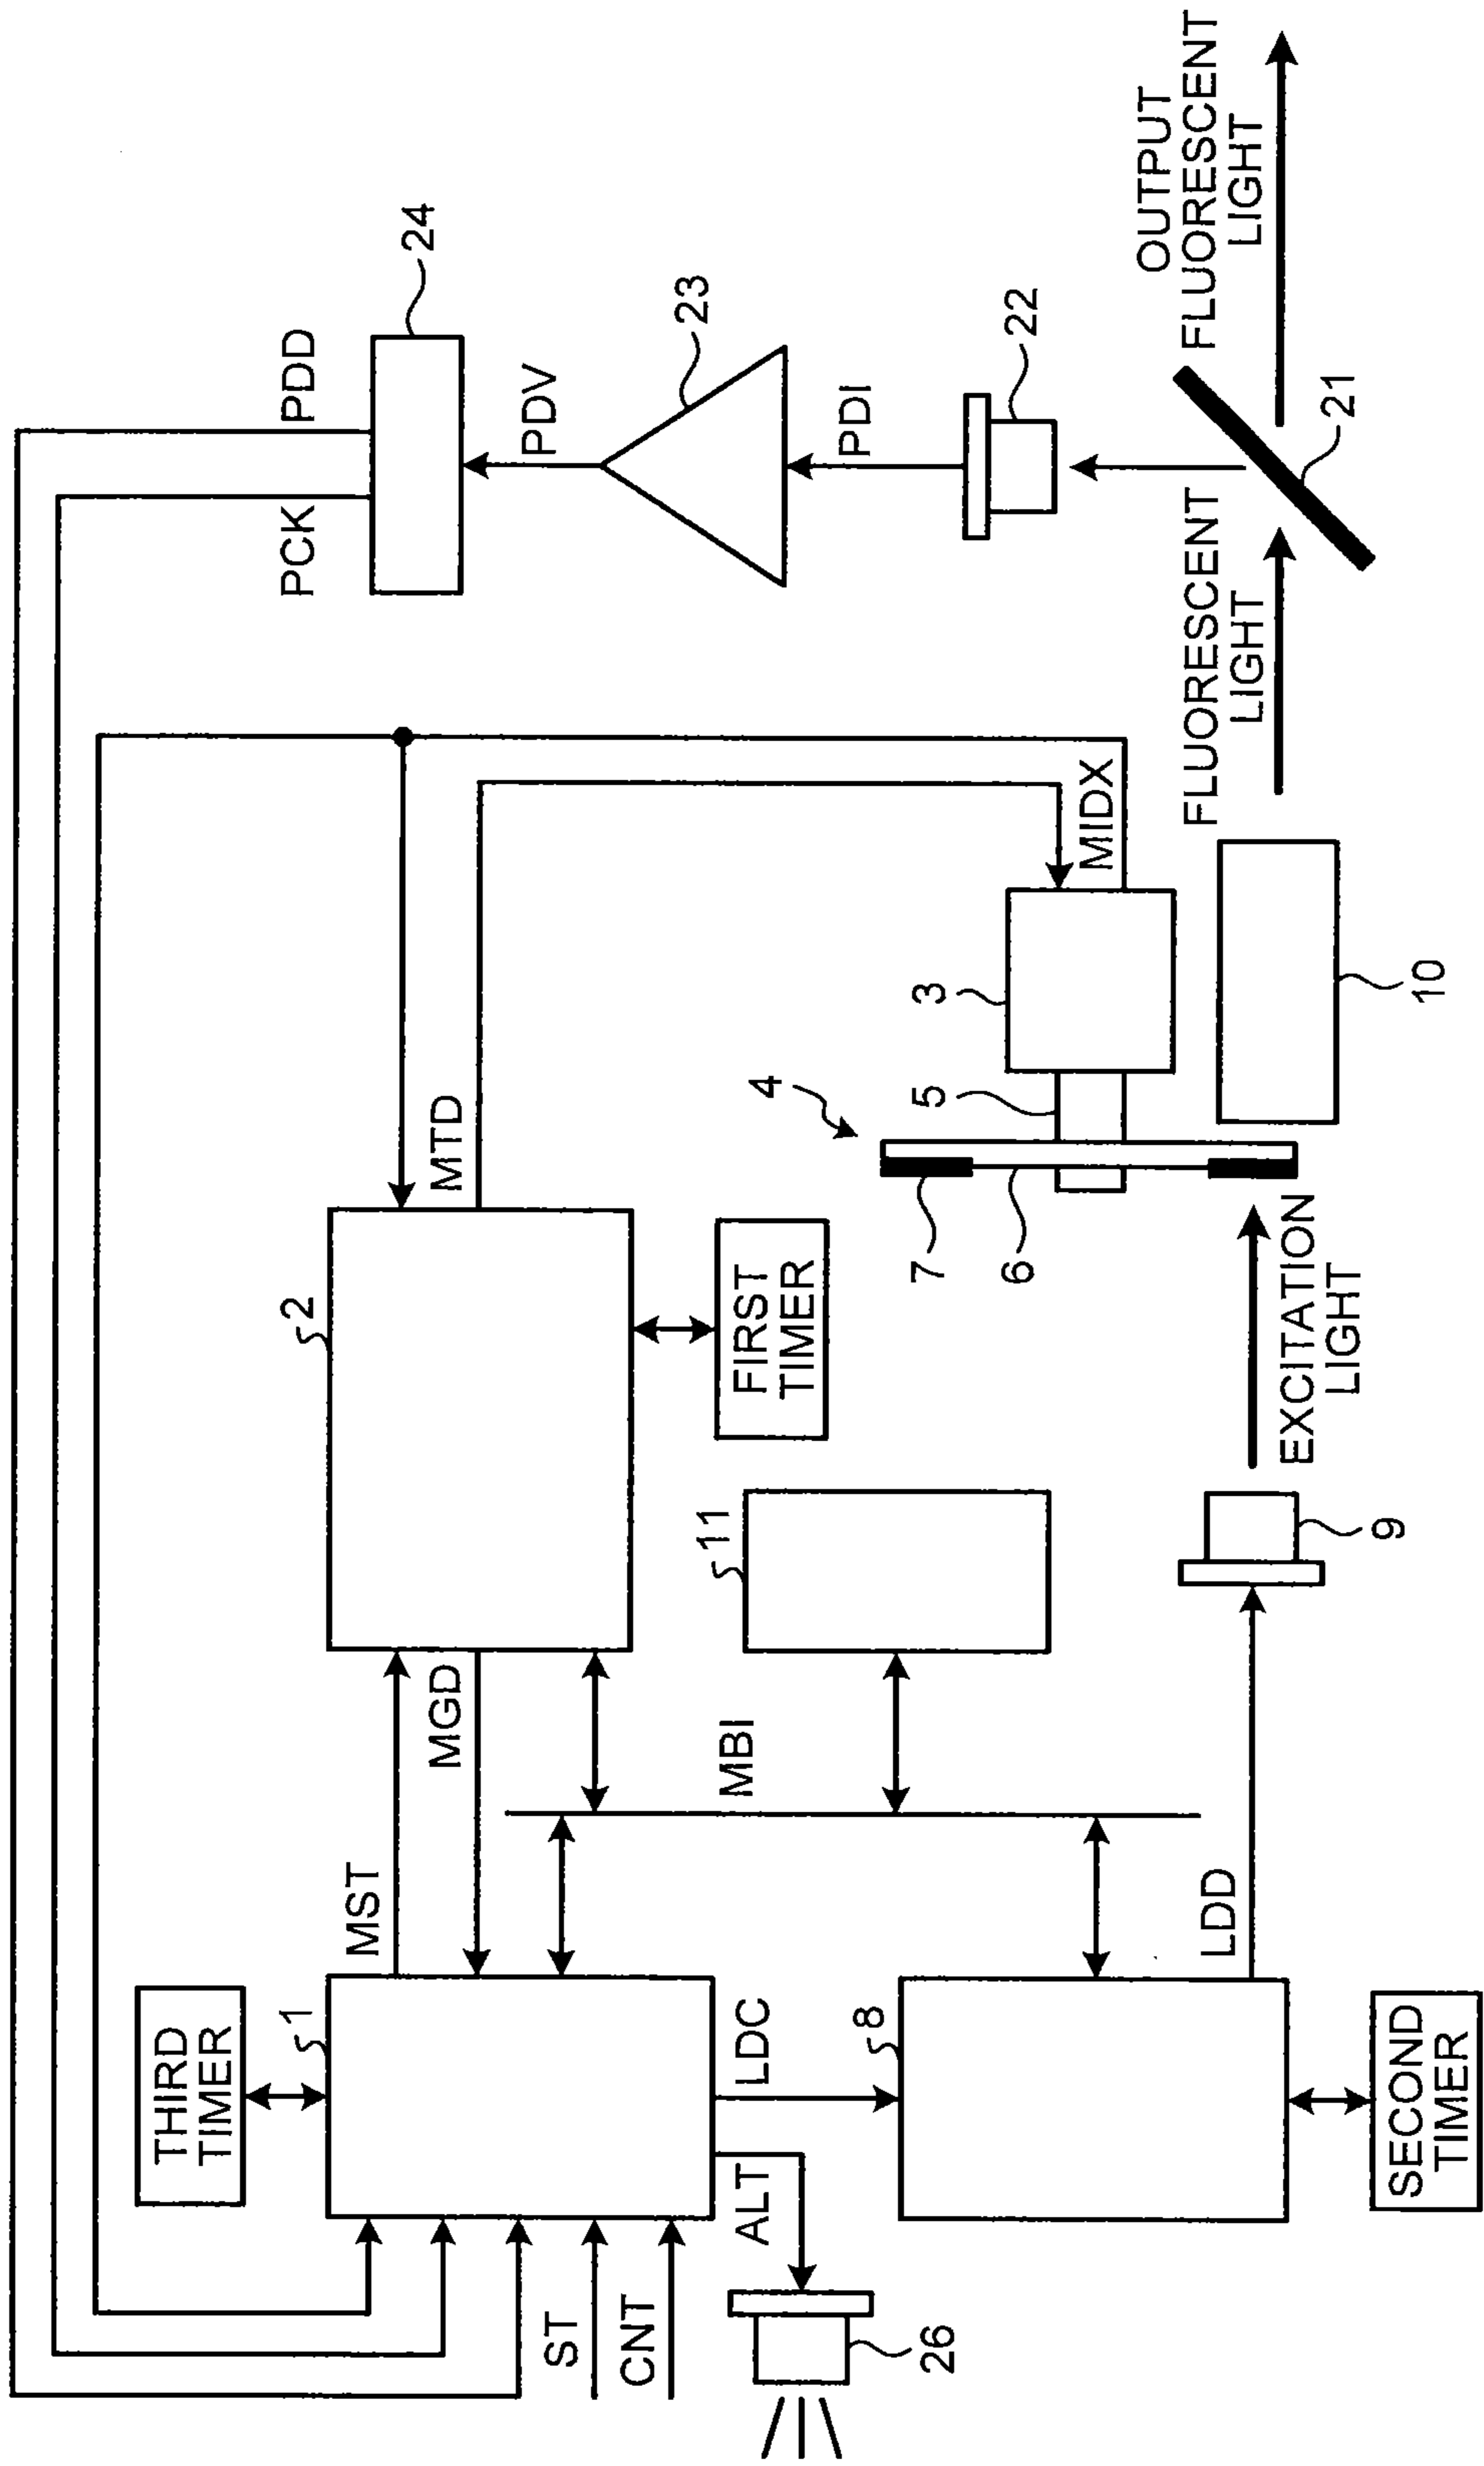 THIRD
TIMER
1
MST
MGD
2
MTD
PCK
PDD
24
PDV
23
PDI
22
OUTPUT
FLUORESCENT
LIGHT
FLUORESCENT
LIGHT
21
MIDX
3
4
5
6
7
10
FIRST
TIMER
11
MBI
EXCITATION
LIGHT
9
LDD
LDC
8
ALT
ST
CNT
26
SECOND
TIMER